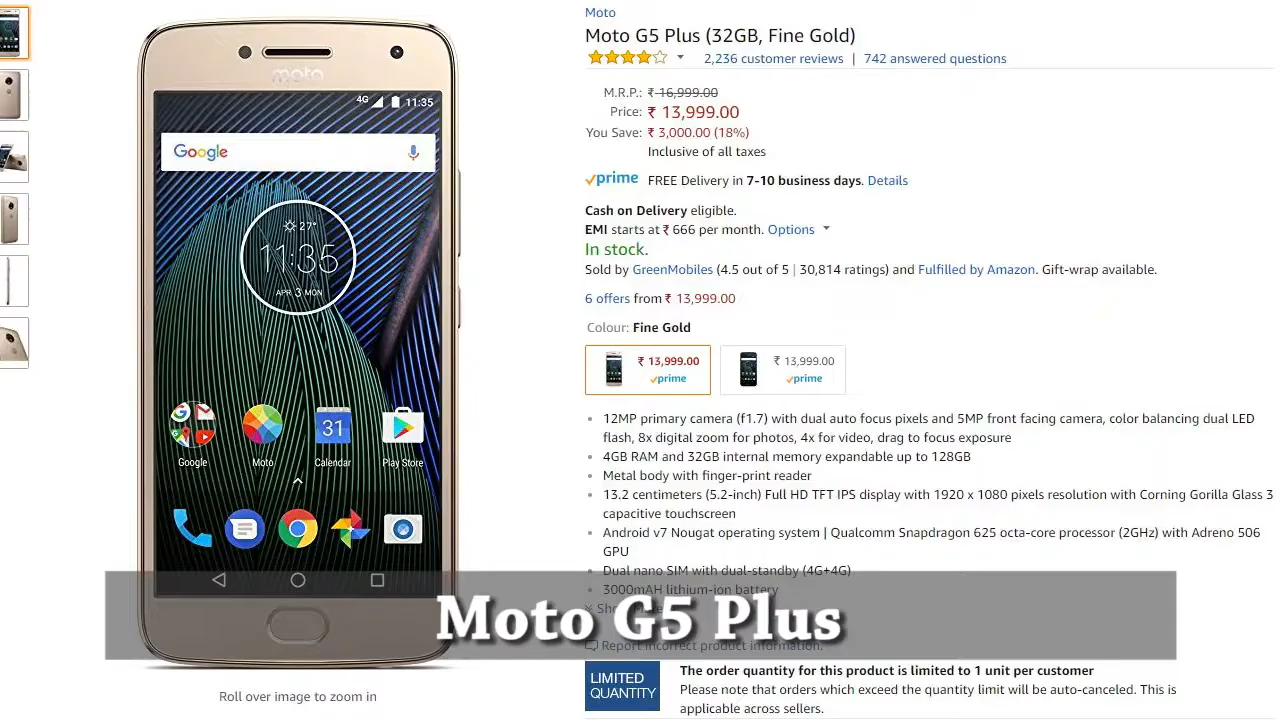 moto
4G 11:35
Google
27°
11:35
APR 3 MON
31
Google Moto Calendar Play Store
Roll over image to zoom in
Moto
Moto G5 Plus (32GB, Fine Gold)
2,236 customer reviews | 742 answered questions
M.R.P.: ₹ 16,999.00
Price: ₹ 13,999.00
You Save: ₹ 3,000.00 (18%)
Inclusive of all taxes
prime FREE Delivery in 7-10 business days. Details
Cash on Delivery eligible.
EMI starts at ₹ 666 per month. Options
In stock.
Sold by GreenMobiles (4.5 out of 5 | 30,814 ratings) and Fulfilled by Amazon. Gift-wrap available.
6 offers from ₹ 13,999.00
Colour: Fine Gold
₹ 13,999.00 ₹ 13,999.00
prime prime
12MP primary camera (f1.7) with dual auto focus pixels and 5MP front facing camera, color balancing dual LED
flash, 8x digital zoom for photos, 4x for video, drag to focus exposure
4GB RAM and 32GB internal memory expandable up to 128GB
Metal body with finger-print reader
13.2 centimeters (5.2-inch) Full HD TFT IPS display with 1920 x 1080 pixels resolution with Corning Gorilla Glass 3
capacitive touchscreen
Android v7 Nougat operating system | Qualcomm Snapdragon 625 octa-core processor (2GHz) with Adreno 506
GPU
Dual nano SIM with dual-standby (4G+4G)
3000mAH lithium-ion battery
Moto G5 Plus
Report incorrect product information.
LIMITED
QUANTITY
The order quantity for this product is limited to 1 unit per customer
Please note that orders which exceed the quantity limit will be auto-canceled. This is
applicable across sellers.